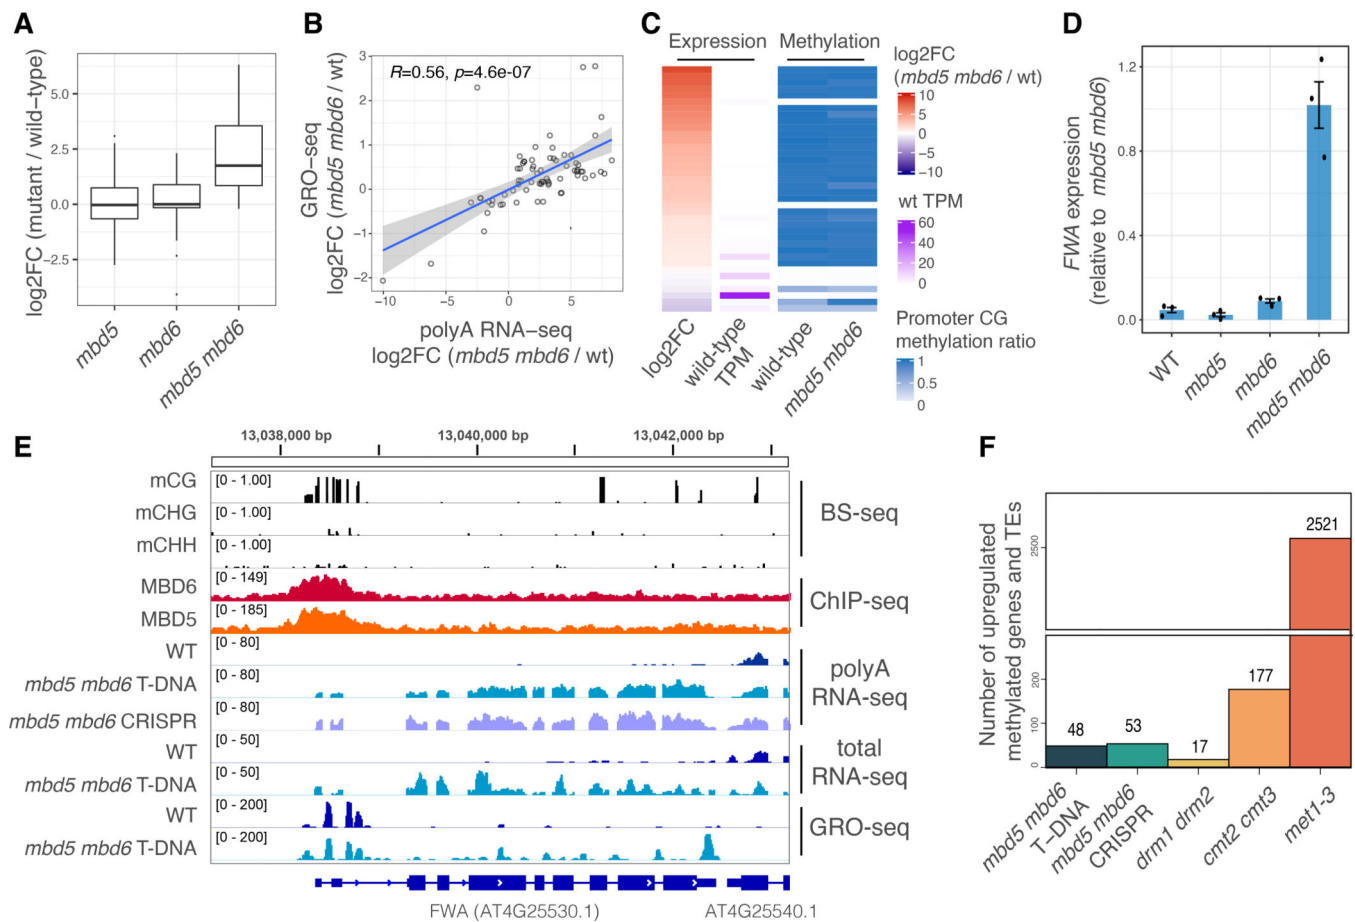 A
log2FC (mutant / wild−type)
5.0
2.5
0.0
−2.5
mbd5
mbd6
mbd5 mbd6
B
GRO−seq
log2FC (mbd5 mbd6 / wt)
3
2
1
0
−1
−2
R=0.56, p=4.6e-07
−10
−5
0
5
polyA RNA−seq
log2FC (mbd5 mbd6 / wt)
C
Expression
Methylation
log2FC
wild-type
TPM
wild-type
mbd5 mbd6
log2FC
(mbd5 mbd6 / wt)
10
5
0
−5
−10
wt TPM
60
40
20
0
Promoter CG
methylation ratio
1
0.5
0
D
FWA expression
(relative to mbd5 mbd6)
1.2
0.8
0.4
0.0
WT
mbd5
mbd6
mbd5 mbd6
E
13,038,000 bp
13,040,000 bp
13,042,000 bp
mCG
[0 - 1.00]
mCHG
[0 - 1.00]
mCHH
[0 - 1.00]
BS-seq
MBD6
[0 - 149]
MBD5
[0 - 185]
ChIP-seq
WT
[0 - 80]
mbd5 mbd6 T-DNA
[0 - 80]
mbd5 mbd6 CRISPR
[0 - 80]
polyA
RNA-seq
WT
[0 - 50]
mbd5 mbd6 T-DNA
[0 - 50]
total
RNA-seq
WT
[0 - 200]
mbd5 mbd6 T-DNA
[0 - 200]
GRO-seq
FWA (AT4G25530.1)
AT4G25540.1
F
Number of upregulated
methylated genes and TEs
2500
200
100
0
48
53
17
177
2521
mbd5 mbd6
T-DNA
mbd5 mbd6
CRISPR
drm1 drm2
cmt2 cmt3
met1-3